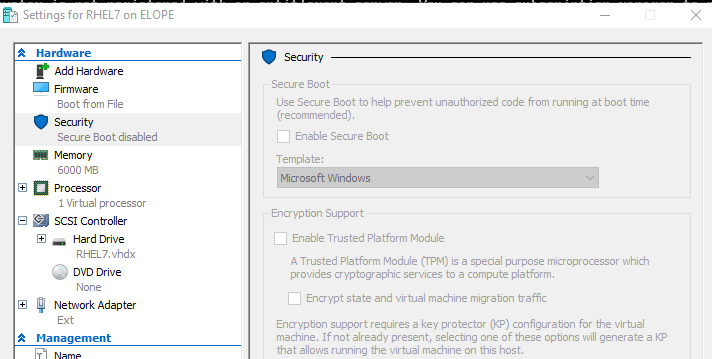 Settings for RHEL7 on ELOPE
Hardware
Add Hardware
Firmware
Boot from File
Security
Secure Boot disabled
Memory
6000 MB
Processor
1 Virtual processor
SCSI Controller
Hard Drive
RHEL7.vhdx
DVD Drive
None
Network Adapter
Ext
Management
Name
Security
Secure Boot
Use Secure Boot to help prevent unauthorized code from running at boot time
(recommended).
Enable Secure Boot
Template:
Microsoft Windows
Encryption Support
Enable Trusted Platform Module
A Trusted Platform Module (TPM) is a special purpose microprocessor which
provides cryptographic services to a compute platform.
Encrypt state and virtual machine migration traffic
Encryption support requires a key protector (KP) configuration for the virtual
machine. If not already present, selecting one of these options will generate a KP
that allows running the virtual machine on this host.